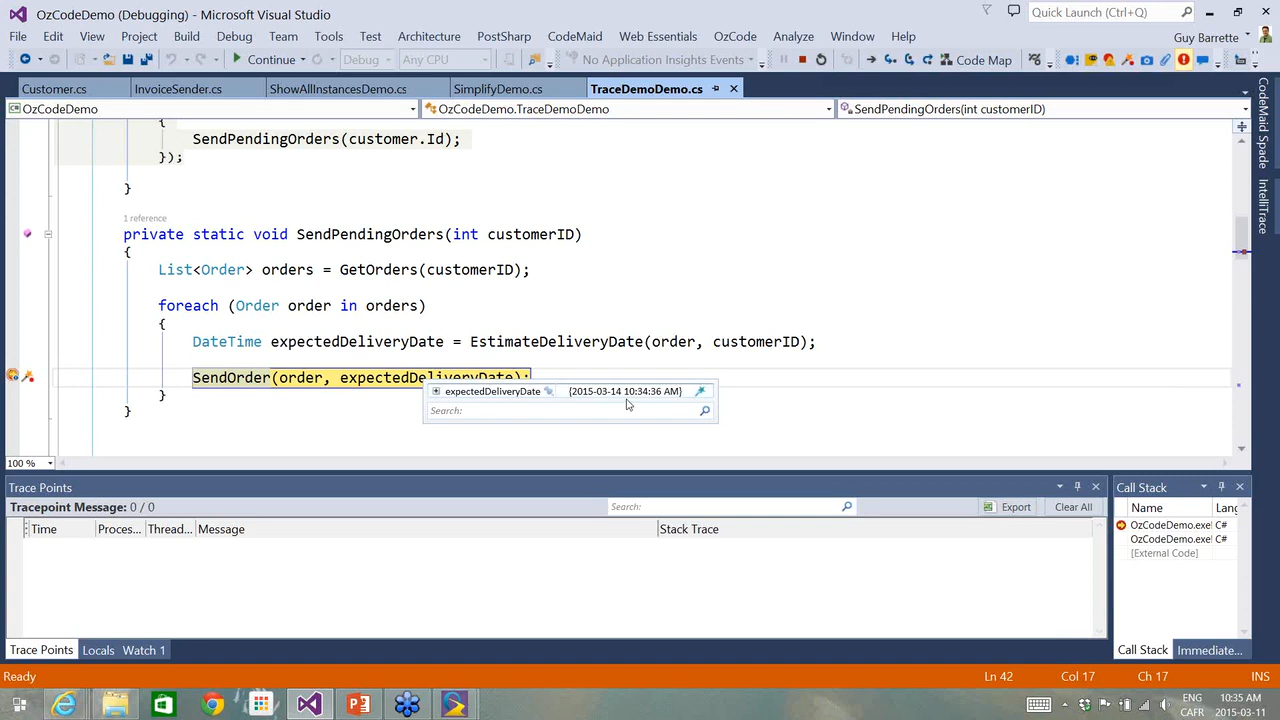 OzCodeDemo (Debugging) - Microsoft Visual Studio
Quick Launch (Ctrl+Q)
File Edit View Project Build Debug Team Tools Test Architecture PostSharp CodeMaid Web Essentials OzCode Analyze Window Help Guy Barrette
Continue Debug Any CPU No Application Insights Events Code Map
Customer.cs InvoiceSender.cs ShowAllInstancesDemo.cs SimplifyDemo.cs TraceDemoDemo.cs
OzCodeDemo OzCodeDemo.TraceDemoDemo SendPendingOrders(int customerID)
{
SendPendingOrders(customer.Id);
});
}
1 reference
private static void SendPendingOrders(int customerID)
{
List<Order> orders = GetOrders(customerID);
foreach (Order order in orders)
{
DateTime expectedDeliveryDate = EstimateDeliveryDate(order, customerID);
SendOrder(order, expectedDeliveryDate);
expectedDeliveryDate {2015-03-14 10:34:36 AM}
}
Search:
}
100 %
CodeMaid Spade
IntelliTrace
Trace Points
Tracepoint Message: 0 / 0 Search: Export Clear All
Time Proces... Thread... Message Stack Trace
Call Stack
Name Lang
OzCodeDemo.exe! C#
OzCodeDemo.exe! C#
[External Code]
Trace Points Locals Watch 1 Call Stack Immediate...
Ready Ln 42 Col 17 Ch 17 INS
ENG 10:35 AM
CAFR 2015-03-11